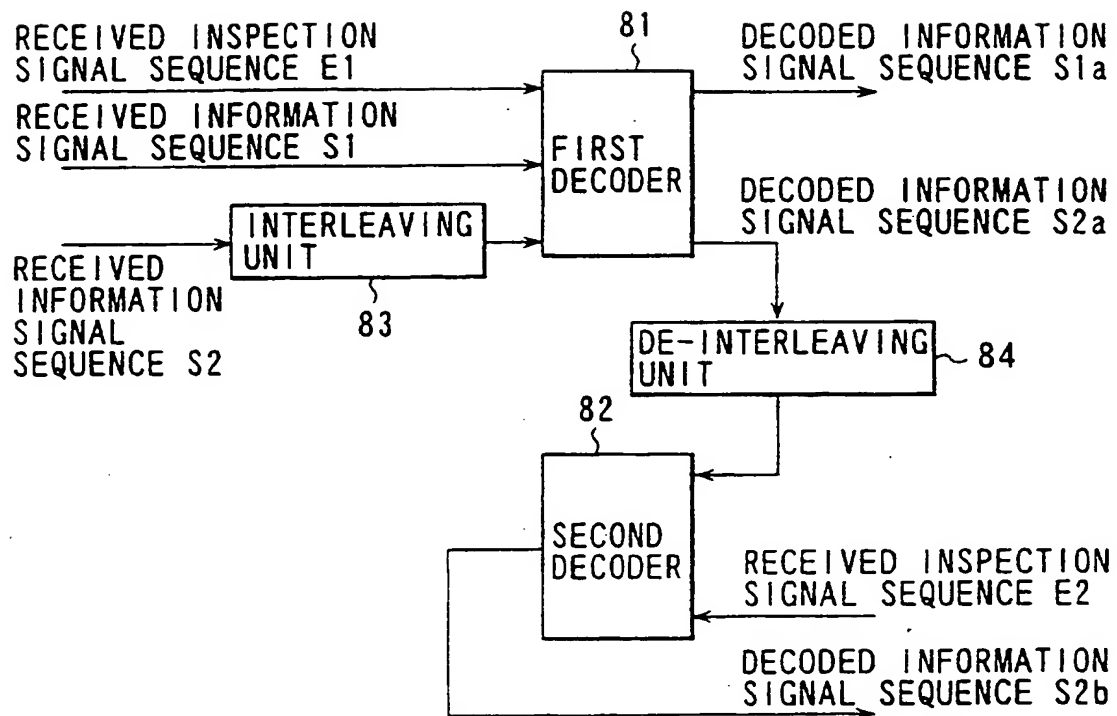 81
RECEIVED INSPECTION
SIGNAL SEQUENCE E1
DECODED INFORMATION
SIGNAL SEQUENCE S1a
RECEIVED INFORMATION
SIGNAL SEQUENCE S1
FIRST
DECODER
DECODED INFORMATION
SIGNAL SEQUENCE S2a
INTERLEAVING
UNIT
83
RECEIVED
INFORMATION
SIGNAL
SEQUENCE S2
DE-INTERLEAVING
UNIT
84
82
SECOND
DECODER
RECEIVED INSPECTION
SIGNAL SEQUENCE E2
DECODED INFORMATION
SIGNAL SEQUENCE S2b